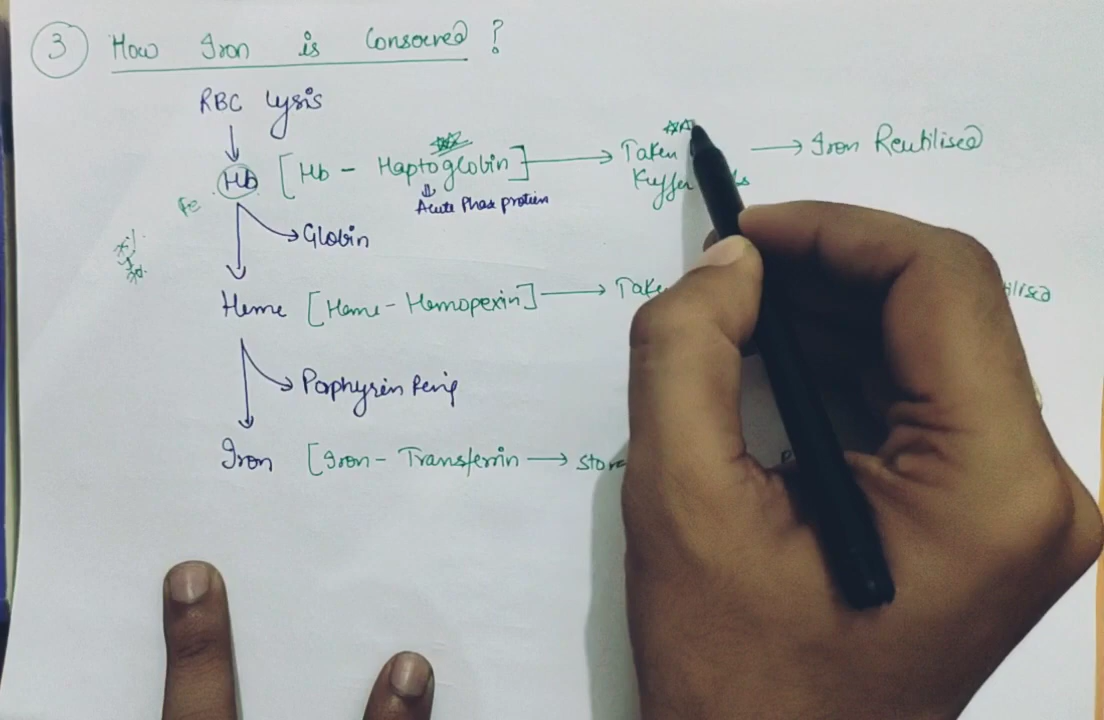 3 How Iron is Conserved ?
RBC Lysis
Hb [Hb - Haptoglobin] → Taken → Iron Reutilised
Kuffer
Fe
Acute Phase protein
Globin
Heme [Heme - Hemopexin] → Take
Porphyrin Ring
Iron [Iron - Transferrin → stor